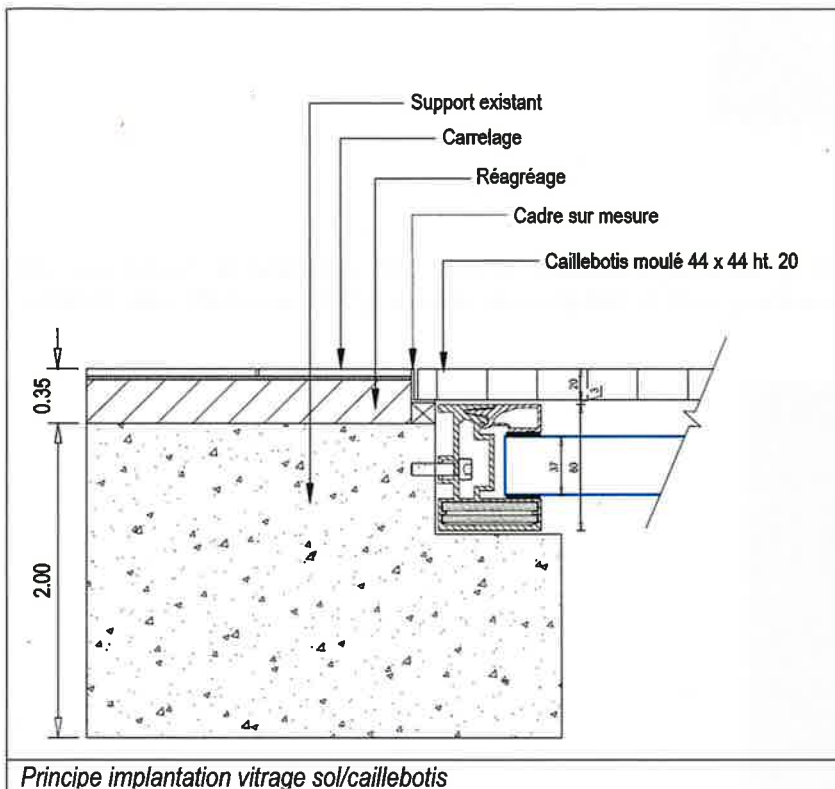 Support existant
Carrelage
Réagréage
Cadre sur mesure
Caillebotis moulé 44 x 44 ht. 20
0.35
20
3
37
60
2.00
Principe implantation vitrage sol/caillebotis